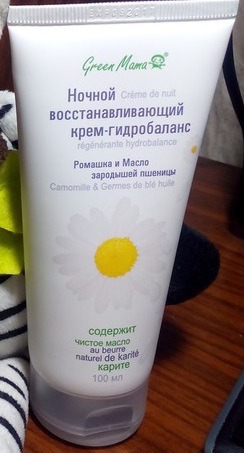 Green Mama
Ночной Crème de nuit
восстанавливающий
крем-гидробаланс
régénérante hydrobalance
Ромашка и Масло
зародышей пшеницы
Camomille & Germes de blé huile
содержит
чистое масло
au beurre
naturel de karité
карите
100 мл